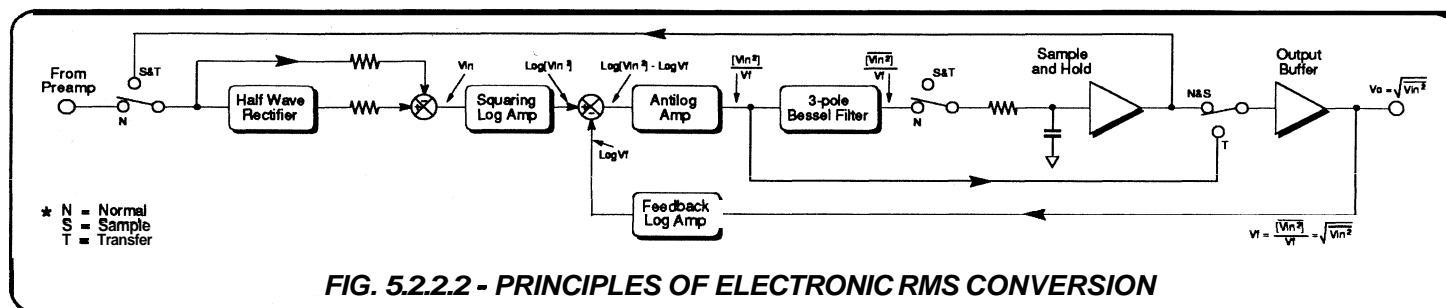 From
Preamp
S&T
N
Half Wave
Rectifier
Vin
Squaring
Log Amp
Log(Vin²)
Log(Vin²) - LogVf
LogVf
Antilog
Amp
[Vin²]
Vf
3-pole
Bessel Filter
[Vin²]
Vf
S&T
N
Sample
and Hold
N&S
T
Output
Buffer
Vo = √Vin²
Feedback
Log Amp
Vf = [Vin²] / Vf = √Vin²
* N = Normal
S = Sample
T = Transfer
FIG. 5.2.2.2 - PRINCIPLES OF ELECTRONIC RMS CONVERSION